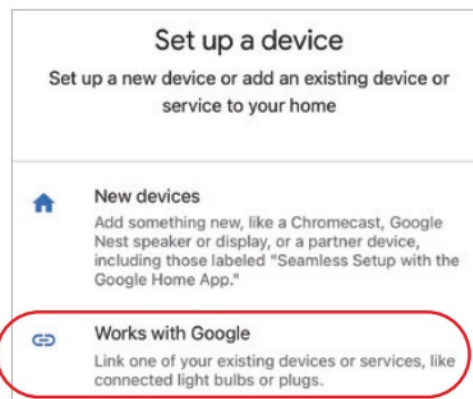 Set up a device
Set up a new device or add an existing device or
service to your home
New devices
Add something new, like a Chromecast, Google
Nest speaker or display, or a partner device,
including those labeled "Seamless Setup with the
Google Home App."
Works with Google
Link one of your existing devices or services, like
connected light bulbs or plugs.